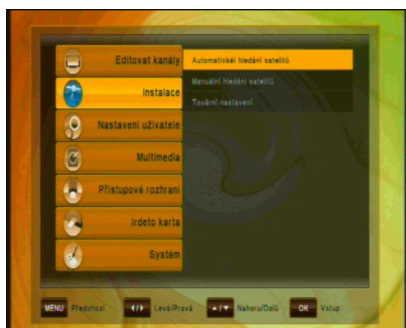 Editovat kanály
Automatickéi hledání satelitů
Instalace
Manuální hledání satelitů
Tovární nastavení
Nastavení uživatele
Multimedia
Přístupové rozhraní
Irdeto karta
Systém
MENU Předchozí
Levá/Pravá
Nahoru/Dolů
OK Vstup